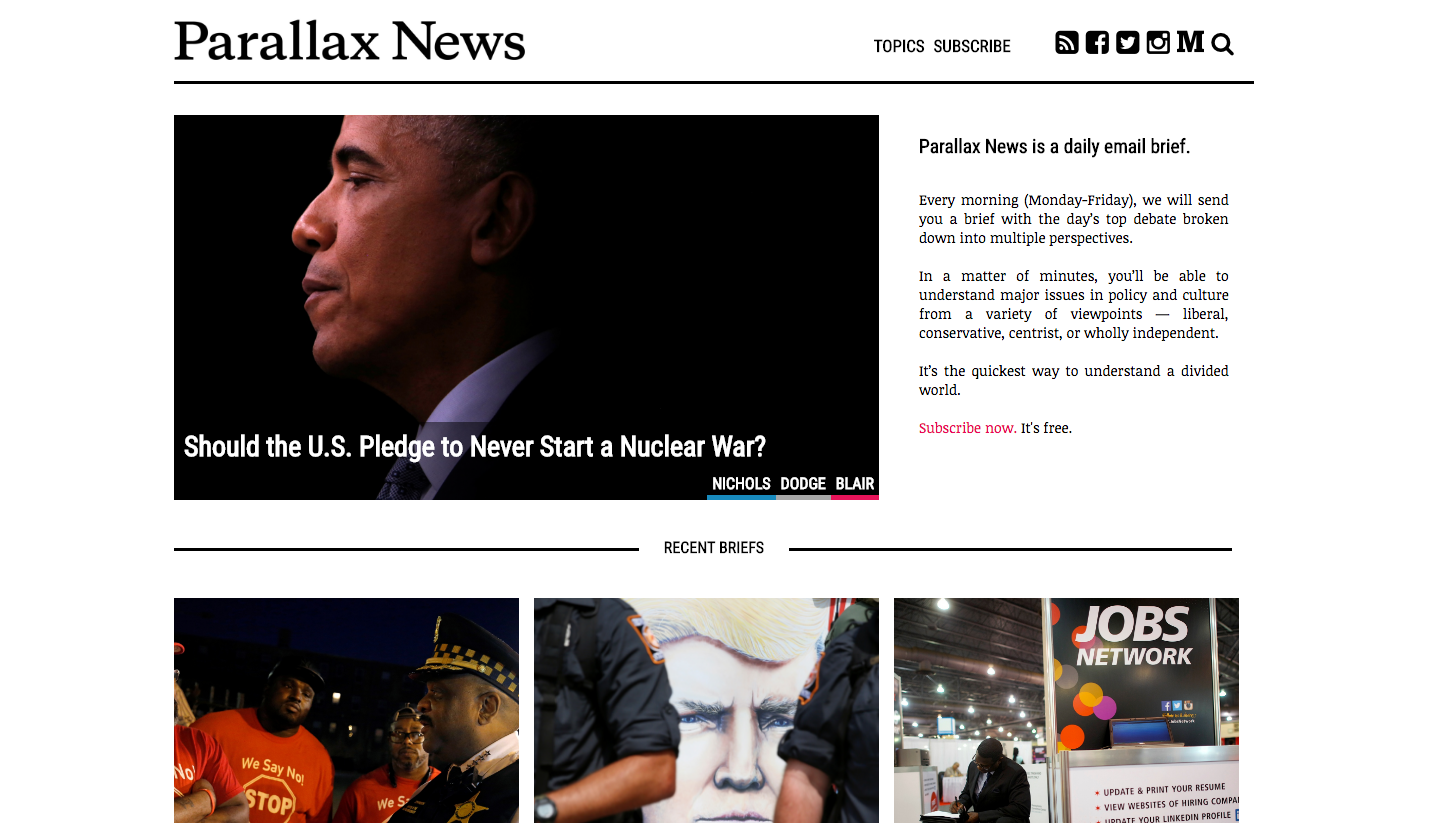 Parallax News
TOPICS SUBSCRIBE
M
Should the U.S. Pledge to Never Start a Nuclear War?
NICHOLS DODGE BLAIR
Parallax News is a daily email brief.
Every morning (Monday-Friday), we will send
you a brief with the day's top debate broken
down into multiple perspectives.
In a matter of minutes, you'll be able to
understand major issues in policy and culture
from a variety of viewpoints — liberal,
conservative, centrist, or wholly independent.
It's the quickest way to understand a divided
world.
Subscribe now. It's free.
RECENT BRIEFS
No!
We Say No!
STOP
We S
JOBS
NETWORK
UPDATE & PRINT YOUR RESUME
VIEW WEBSITES OF HIRING COMPA
UPDATE YOUR LINKEDIN PROFILE